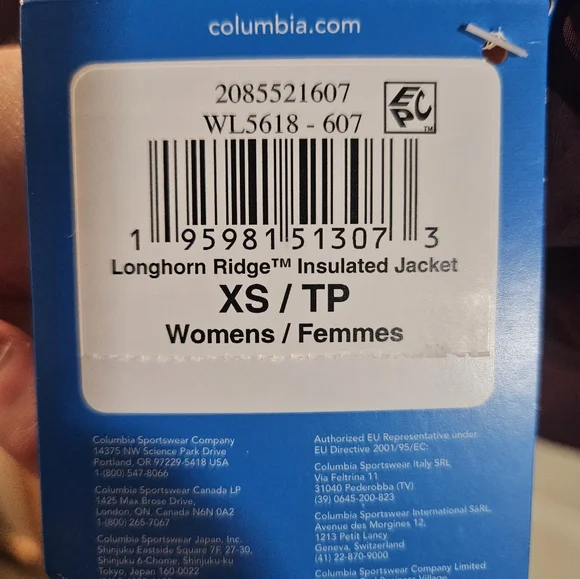 columbia.com
2085521607
WL5618 - 607
EPC TM
1 95981 51307 3
Longhorn Ridge™ Insulated Jacket
XS / TP
Womens / Femmes
Columbia Sportswear Company
14375 NW Science Park Drive
Portland, OR 97229-5418 USA
1-(800) 547-8066
Columbia Sportswear Canada LP
1425 Max Brose Drive,
London, ON, Canada N6N 0A2
1-(800) 265-7067
Columbia Sportswear Japan, Inc.
Shinjuku Eastside Square 7F, 27-30,
Shinjuku 6-Chome, Shinjuku-ku
Tokyo, Japan 160-0022
Authorized EU Representative under
EU Directive 2001/95/EC:
Columbia Sportswear Italy SRL
Via Feltrina 11
31040 Pederobba (TV)
(39) 0645-200-823
Columbia Sportswear International SàRL
Avenue des Morgines 12,
1213 Petit Lancy
Geneva, Switzerland
(41) 22-870-9000
Columbia Sportswear Company Limited